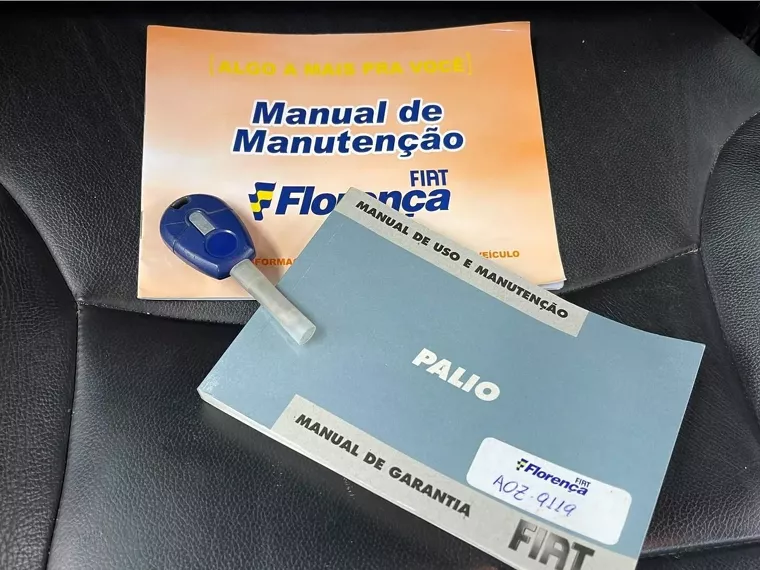 [ALGO A MAIS PRA VOCÊ]
Manual de
Manutenção
FIAT
Florença
VEÍCULO
MANUAL DE USO E MANUTENÇÃO
PALIO
MANUAL DE GARANTIA
Florença FIAT
AOZ-9119
FIAT